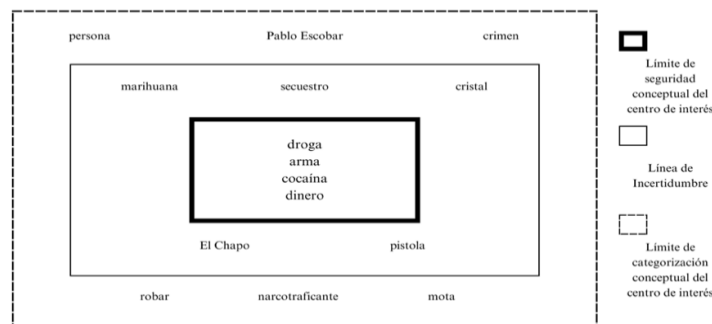 persona Pablo Escobar crimen
marihuana secuestro cristal
droga
arma
cocaína
dinero
El Chapo pistola
robar narcotraficante mota
Límite de
seguridad
conceptual del
centro de interés
Línea de
Incertidumbre
Límite de
categorización
conceptual del
centro de interés